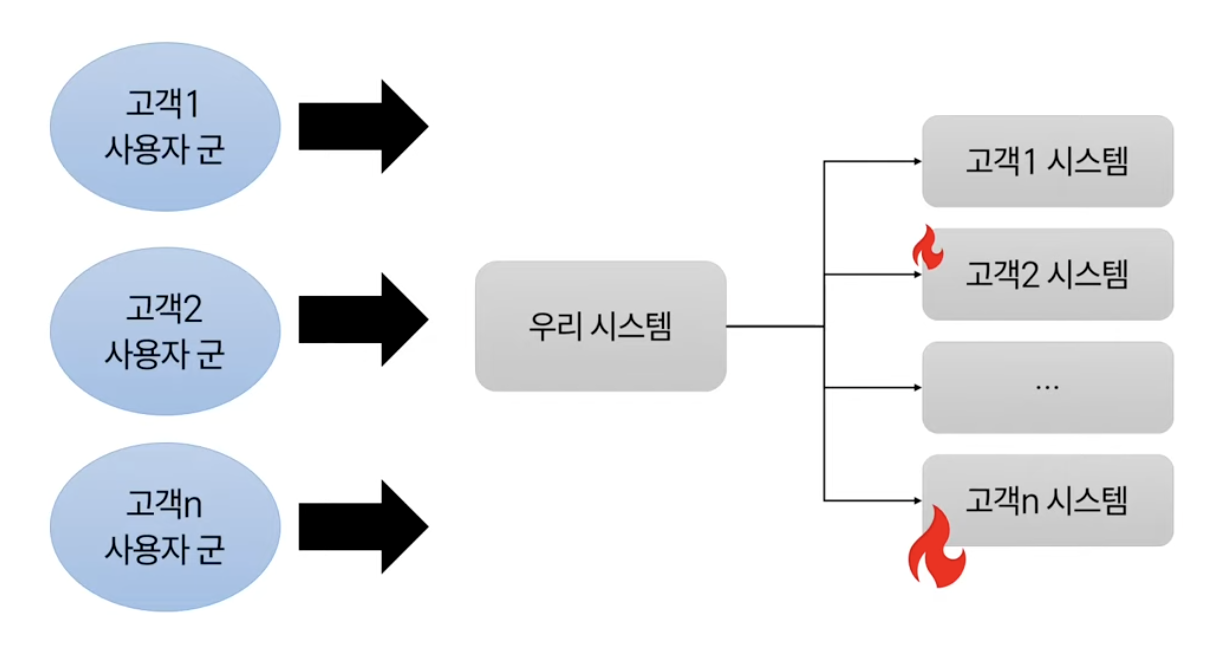 고객1
사용자 군
고객2
사용자 군
고객n
사용자 군
우리 시스템
고객1 시스템
고객2 시스템
...
고객n 시스템